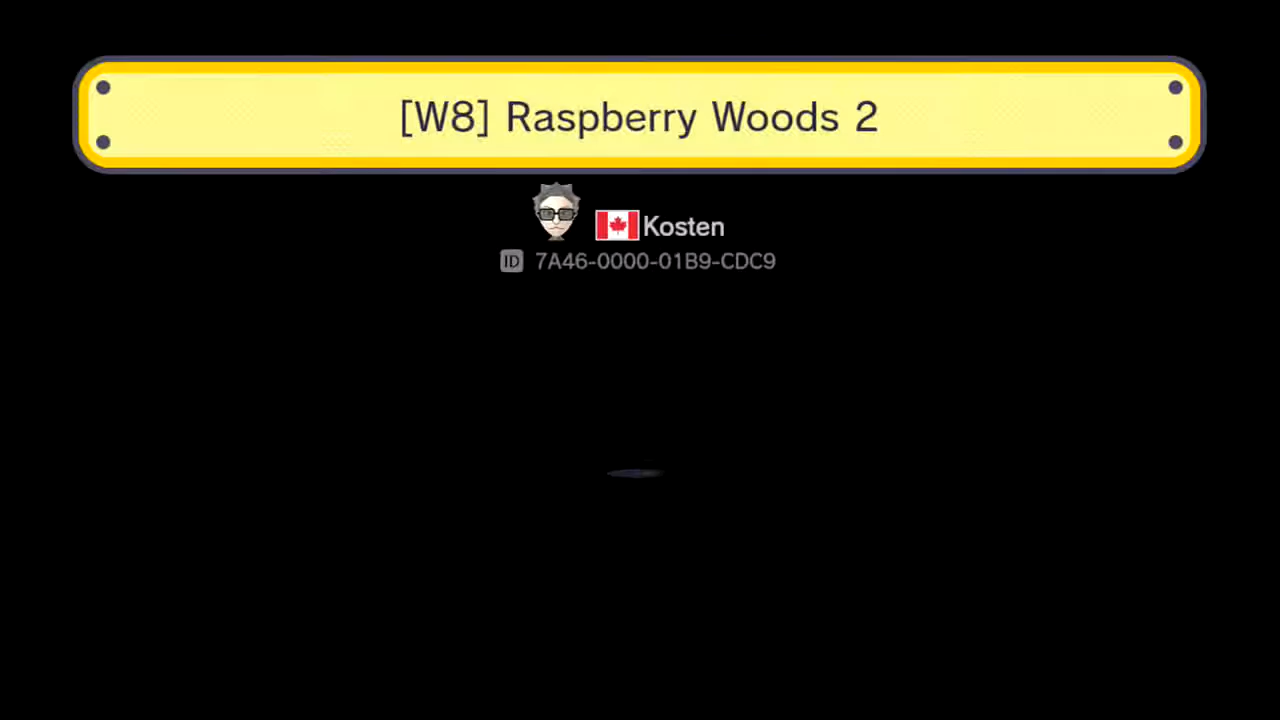 [W8] Raspberry Woods 2
Kosten
ID 7A46-0000-01B9-CDC9